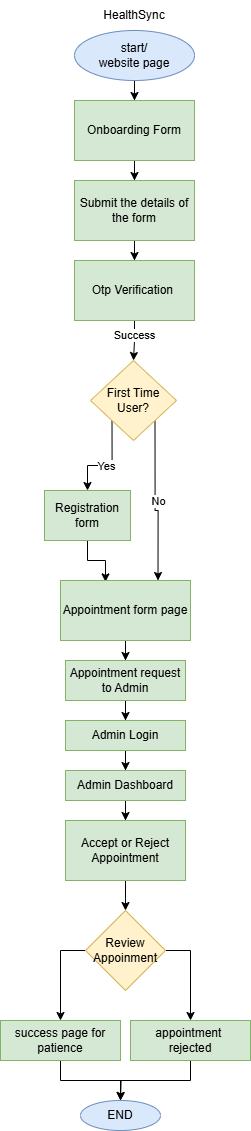 HealthSync
start/
website page
Onboarding Form
Submit the details of
the form
Otp Verification
Success
First Time
User?
Yes
No
Registration
form
Appointment form page
Appointment request
to Admin
Admin Login
Admin Dashboard
Accept or Reject
Appointment
Review
Appoinment
success page for
patience
appointment
rejected
END